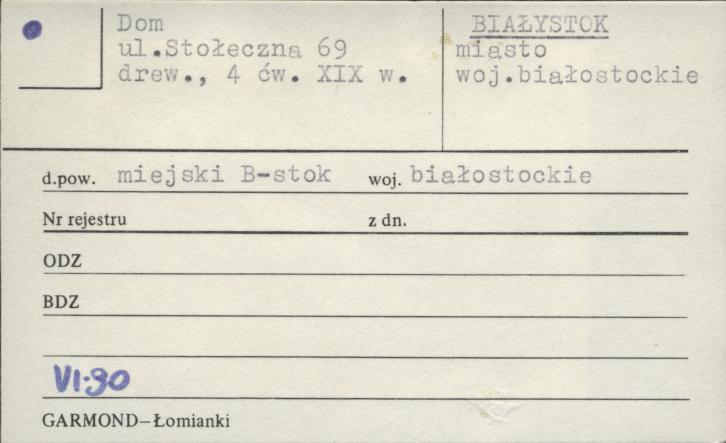 Dom
ul.Stołeczna 69
drew., 4 ćw. XIX w.
BIAŁYSTOK
miasto
woj.białostockie
d.pow. miejski B-stok woj. białostockie
Nr rejestru z dn.
ODZ
BDZ
VI-90
GARMOND–Łomianki